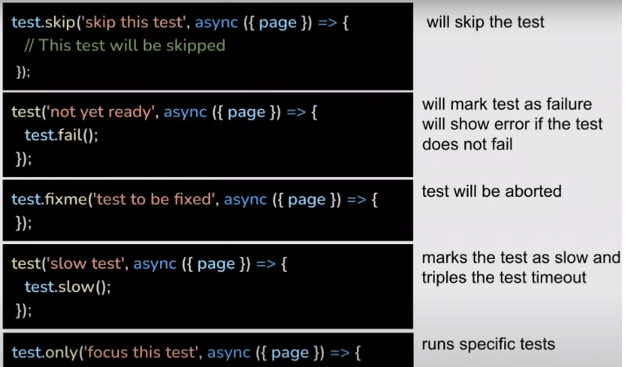 test.skip('skip this test', async ({ page }) => {
// This test will be skipped
});
will skip the test
test('not yet ready', async ({ page }) => {
test.fail();
});
will mark test as failure
will show error if the test
does not fail
test.fixme('test to be fixed', async ({ page }) => {
});
test will be aborted
test('slow test', async ({ page }) => {
test.slow();
});
marks the test as slow and
triples the test timeout
test.only('focus this test', async ({ page }) => {
runs specific tests